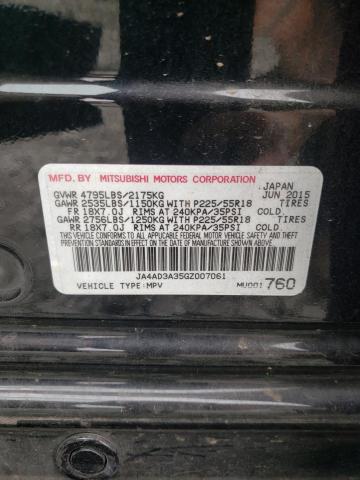 MFD. BY MITSUBISHI MOTORS CORPORATION JAPAN
GVWR 4795LBS/2175KG JUN 2015
GAWR 2535LBS/1150KG WITH P225/55R18 TIRES
FR 18X7.0J RIMS AT 240KPA/35PSI COLD
GAWR 2756LBS/1250KG WITH P225/55R18 TIRES
RR 18X7.0J RIMS AT 240KPA/35PSI COLD
THIS VEHICLE CONFORMS TO ALL APPLICABLE FEDERAL MOTOR VEHICLE
SAFETY AND THEFT PREVENTION STANDARDS IN EFFECT ON THE DATE OF
MANUFACTURE SHOWN ABOVE.
JA4AD3A35GZ007061
VEHICLE TYPE:MPV MU001760